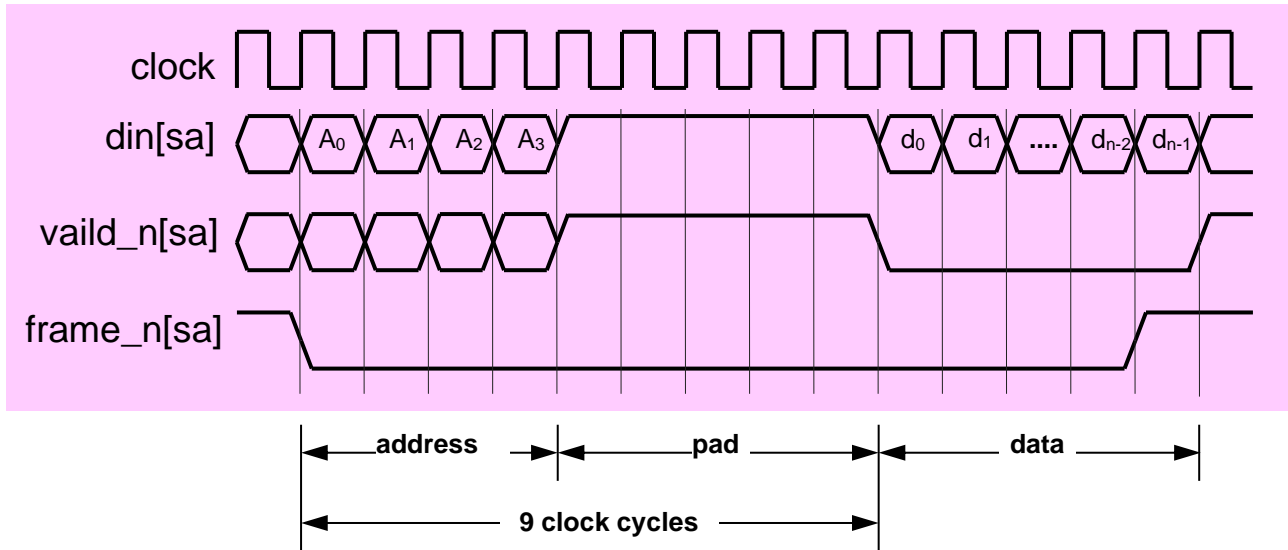 clock
din[sa] A0 A1 A2 A3 d0 d1 .... dn-2 dn-1
vaild_n[sa]
frame_n[sa]
address pad data
9 clock cycles